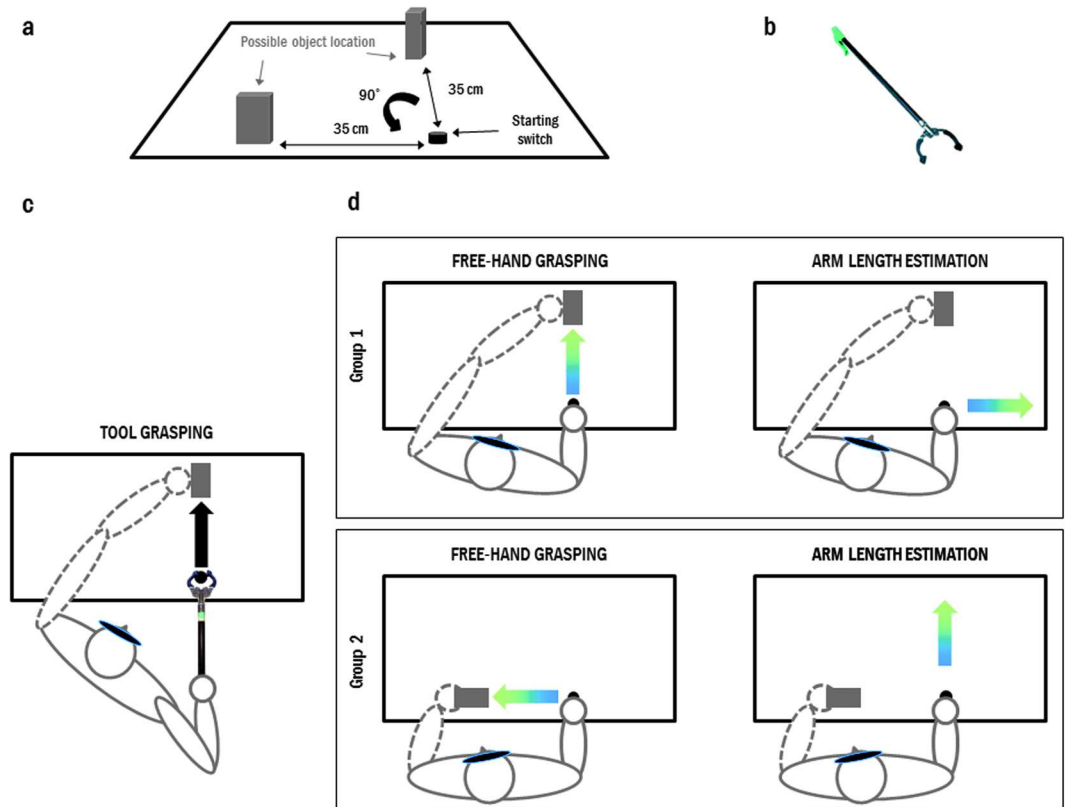 a
Possible object location
90°
35 cm
35 cm
Starting
switch
b
c
TOOL GRASPING
d
Group 1
FREE-HAND GRASPING
ARM LENGTH ESTIMATION
Group 2
FREE-HAND GRASPING
ARM LENGTH ESTIMATION